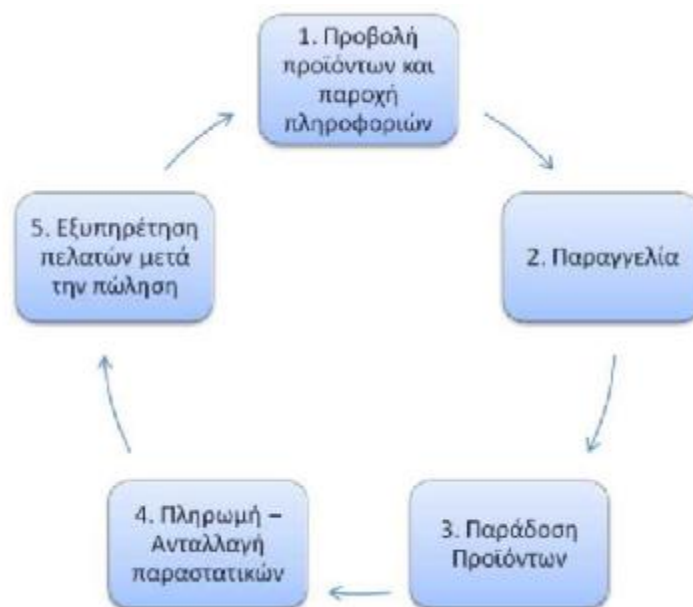 1. Προβολή
προϊόντων και
παροχή
πληροφοριών
2. Παραγγελία
3. Παράδοση
Προϊόντων
4. Πληρωμή –
Ανταλλαγή
παραστατικών
5. Εξυπηρέτηση
πελατών μετά
την πώληση